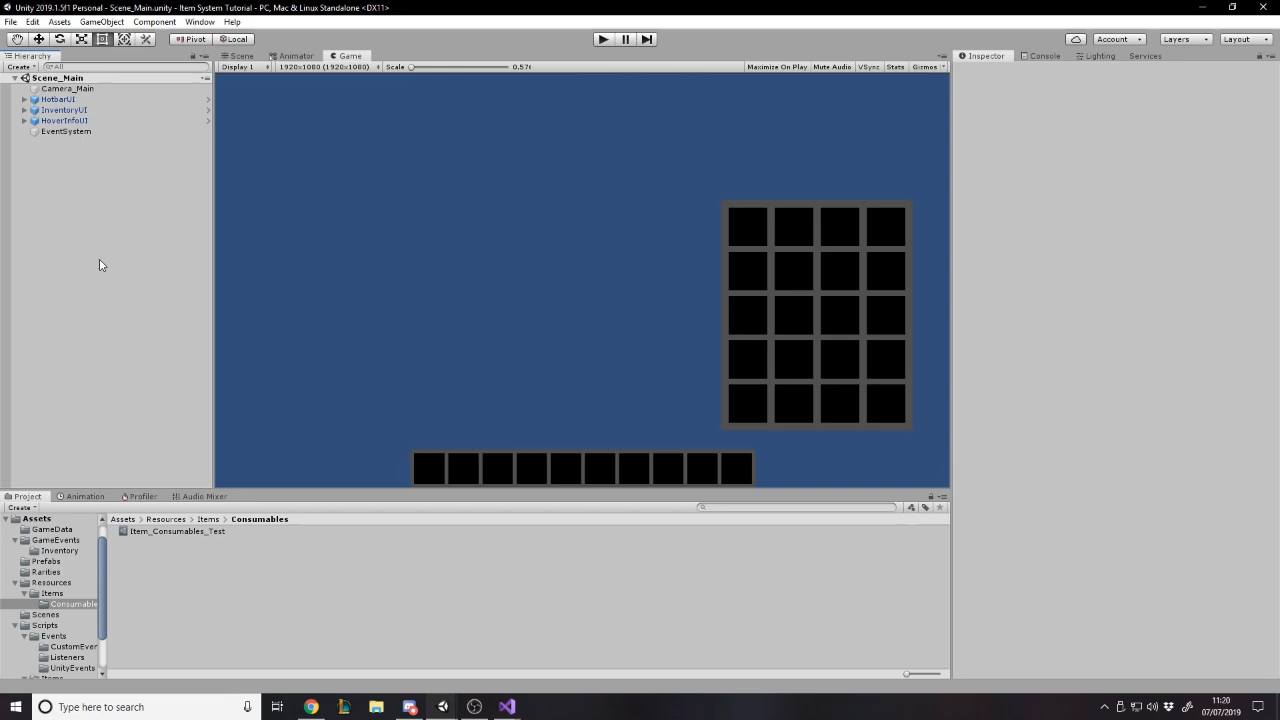 Unity 2019.1.5f1 Personal - Scene_Main.unity - Item System Tutorial - PC, Mac & Linux Standalone <DX11>
File Edit Assets GameObject Component Window Help
Pivot Local Account Layers Layout
Hierarchy Scene Animator Game Inspector Console Lighting Services
Create All Display 1 1920x1080 (1920x1080) Scale Maximize On Play Mute Audio VSync Stats Gizmos
Scene_Main
Camera_Main
HotbarUI
InventoryUI
HoverInfoUI
EventSystem
Project Animation Profiler Audio Mixer
Create
Assets Assets Resources Items Consumables
GameData Item_Consumables_Test
GameEvents
Inventory
Prefabs
Rarities
Resources
Items
Consumable
Scenes
Scripts
Events
CustomEver
Listeners
UnityEvents
Type here to search
11:20
07/07/2019